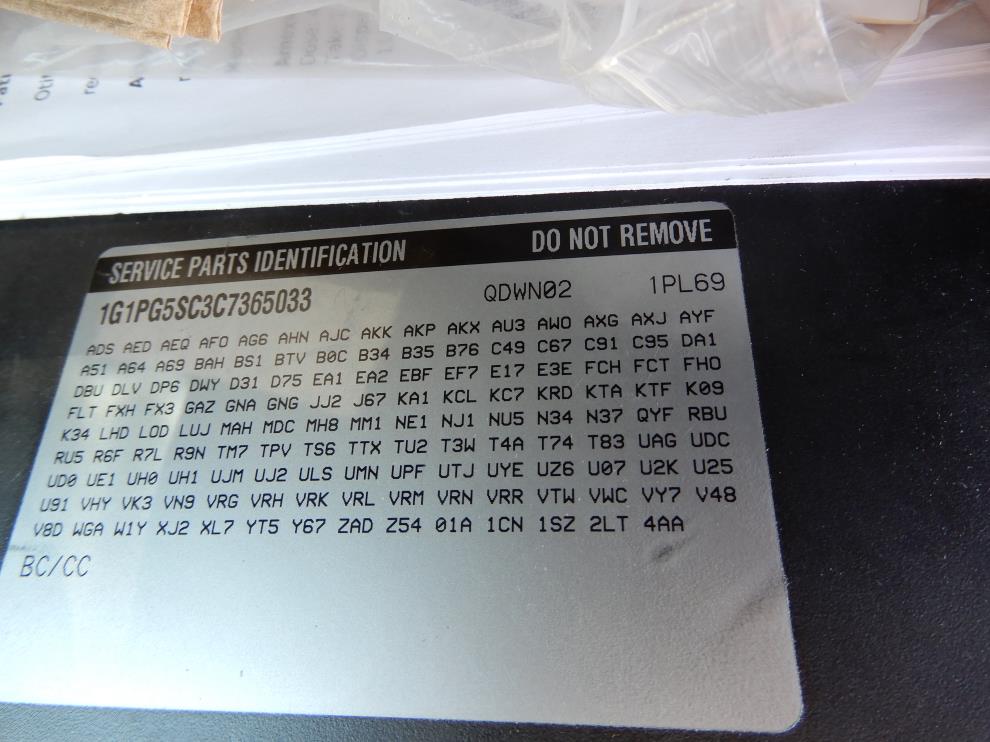 SERVICE PARTS IDENTIFICATION DO NOT REMOVE
1G1PG5SC3C7365033 QDWN02 1PL69
ADS AED AEQ AFO AG6 AHN AJC AKK AKP AKX AU3 AWO AXG AXJ AYF
A51 A64 A69 BAH BS1 BTV B0C B34 B35 B76 C49 C67 C91 C95 DA1
DBU DLV DP6 DWY D31 D75 EA1 EA2 EBF EF7 E17 E3E FCH FCT FHO
FLT FXH FX3 GAZ GNA GNG JJ2 J67 KA1 KCL KC7 KRD KTA KTF K09
K34 LHD LOD LUJ MAH MDC MH8 MM1 NE1 NJ1 NU5 N34 N37 QYF RBU
RU5 R6F R7L R9N TM7 TPV TS6 TTX TU2 T3W T4A T74 T83 UAG UDC
UD0 UE1 UH0 UH1 UJM UJ2 ULS UMN UPF UTJ UYE UZ6 U07 U2K U25
U91 VHY VK3 VN9 VRG VRH VRK VRL VRM VRN VRR VTW VWC VY7 V48
V8D WGA W1Y XJ2 XL7 YT5 Y67 ZAD Z54 01A 1CN 1SZ 2LT 4AA
BC/CC